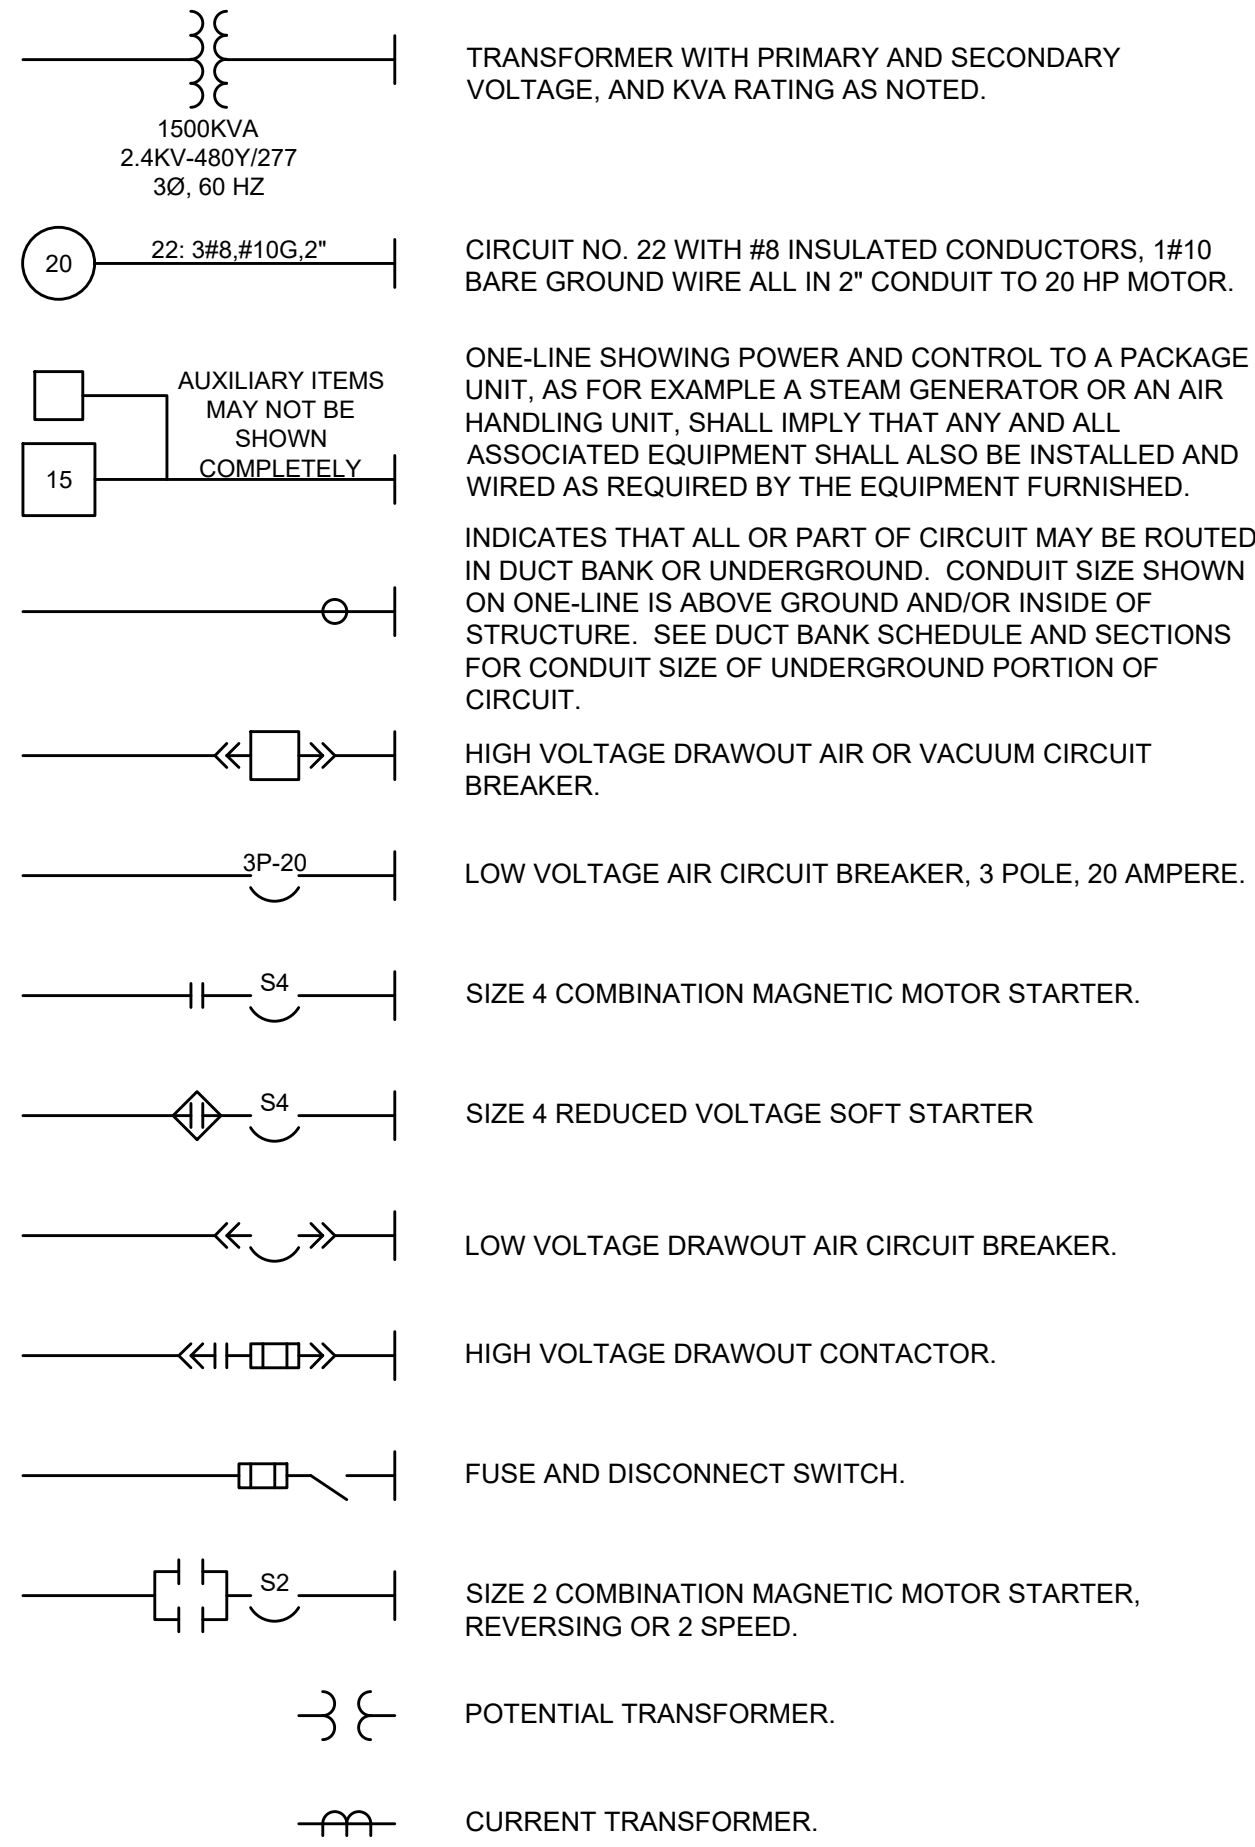 TRANSFORMER WITH PRIMARY AND SECONDARY
VOLTAGE, AND KVA RATING AS NOTED.
1500KVA
2.4KV-480Y/277
3Ø, 60 HZ
20
22: 3#8,#10G,2"
CIRCUIT NO. 22 WITH #8 INSULATED CONDUCTORS, 1#10
BARE GROUND WIRE ALL IN 2" CONDUIT TO 20 HP MOTOR.
AUXILIARY ITEMS
MAY NOT BE
SHOWN
COMPLETELY
15
ONE-LINE SHOWING POWER AND CONTROL TO A PACKAGE
UNIT, AS FOR EXAMPLE A STEAM GENERATOR OR AN AIR
HANDLING UNIT, SHALL IMPLY THAT ANY AND ALL
ASSOCIATED EQUIPMENT SHALL ALSO BE INSTALLED AND
WIRED AS REQUIRED BY THE EQUIPMENT FURNISHED.
INDICATES THAT ALL OR PART OF CIRCUIT MAY BE ROUTED
IN DUCT BANK OR UNDERGROUND. CONDUIT SIZE SHOWN
ON ONE-LINE IS ABOVE GROUND AND/OR INSIDE OF
STRUCTURE. SEE DUCT BANK SCHEDULE AND SECTIONS
FOR CONDUIT SIZE OF UNDERGROUND PORTION OF
CIRCUIT.
HIGH VOLTAGE DRAWOUT AIR OR VACUUM CIRCUIT
BREAKER.
3P-20
LOW VOLTAGE AIR CIRCUIT BREAKER, 3 POLE, 20 AMPERE.
S4
SIZE 4 COMBINATION MAGNETIC MOTOR STARTER.
S4
SIZE 4 REDUCED VOLTAGE SOFT STARTER
LOW VOLTAGE DRAWOUT AIR CIRCUIT BREAKER.
HIGH VOLTAGE DRAWOUT CONTACTOR.
FUSE AND DISCONNECT SWITCH.
S2
SIZE 2 COMBINATION MAGNETIC MOTOR STARTER,
REVERSING OR 2 SPEED.
POTENTIAL TRANSFORMER.
CURRENT TRANSFORMER.